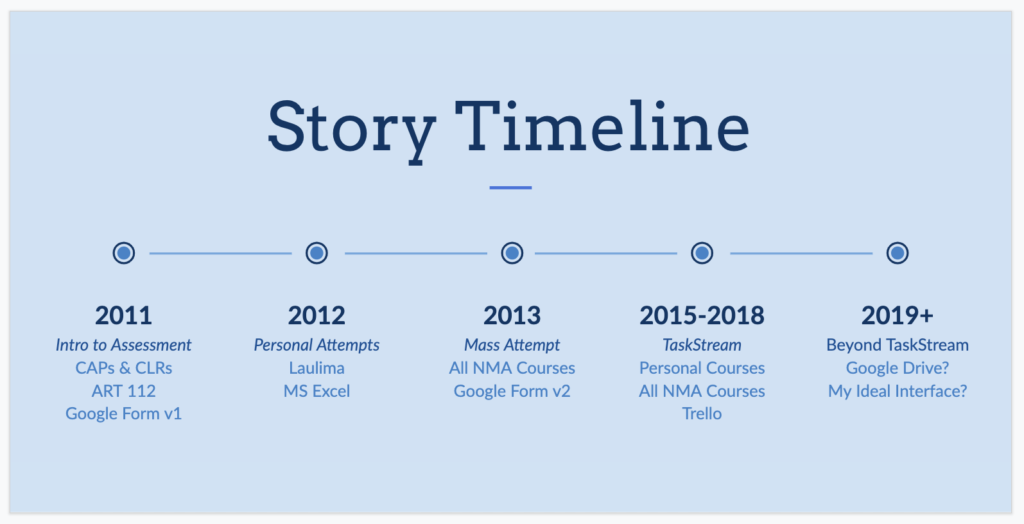 Story Timeline
2011
Intro to Assessment
CAPs & CLRs
ART 112
Google Form v1
2012
Personal Attempts
Laulima
MS Excel
2013
Mass Attempt
All NMA Courses
Google Form v2
2015-2018
TaskStream
Personal Courses
All NMA Courses
Trello
2019+
Beyond TaskStream
Google Drive?
My Ideal Interface?